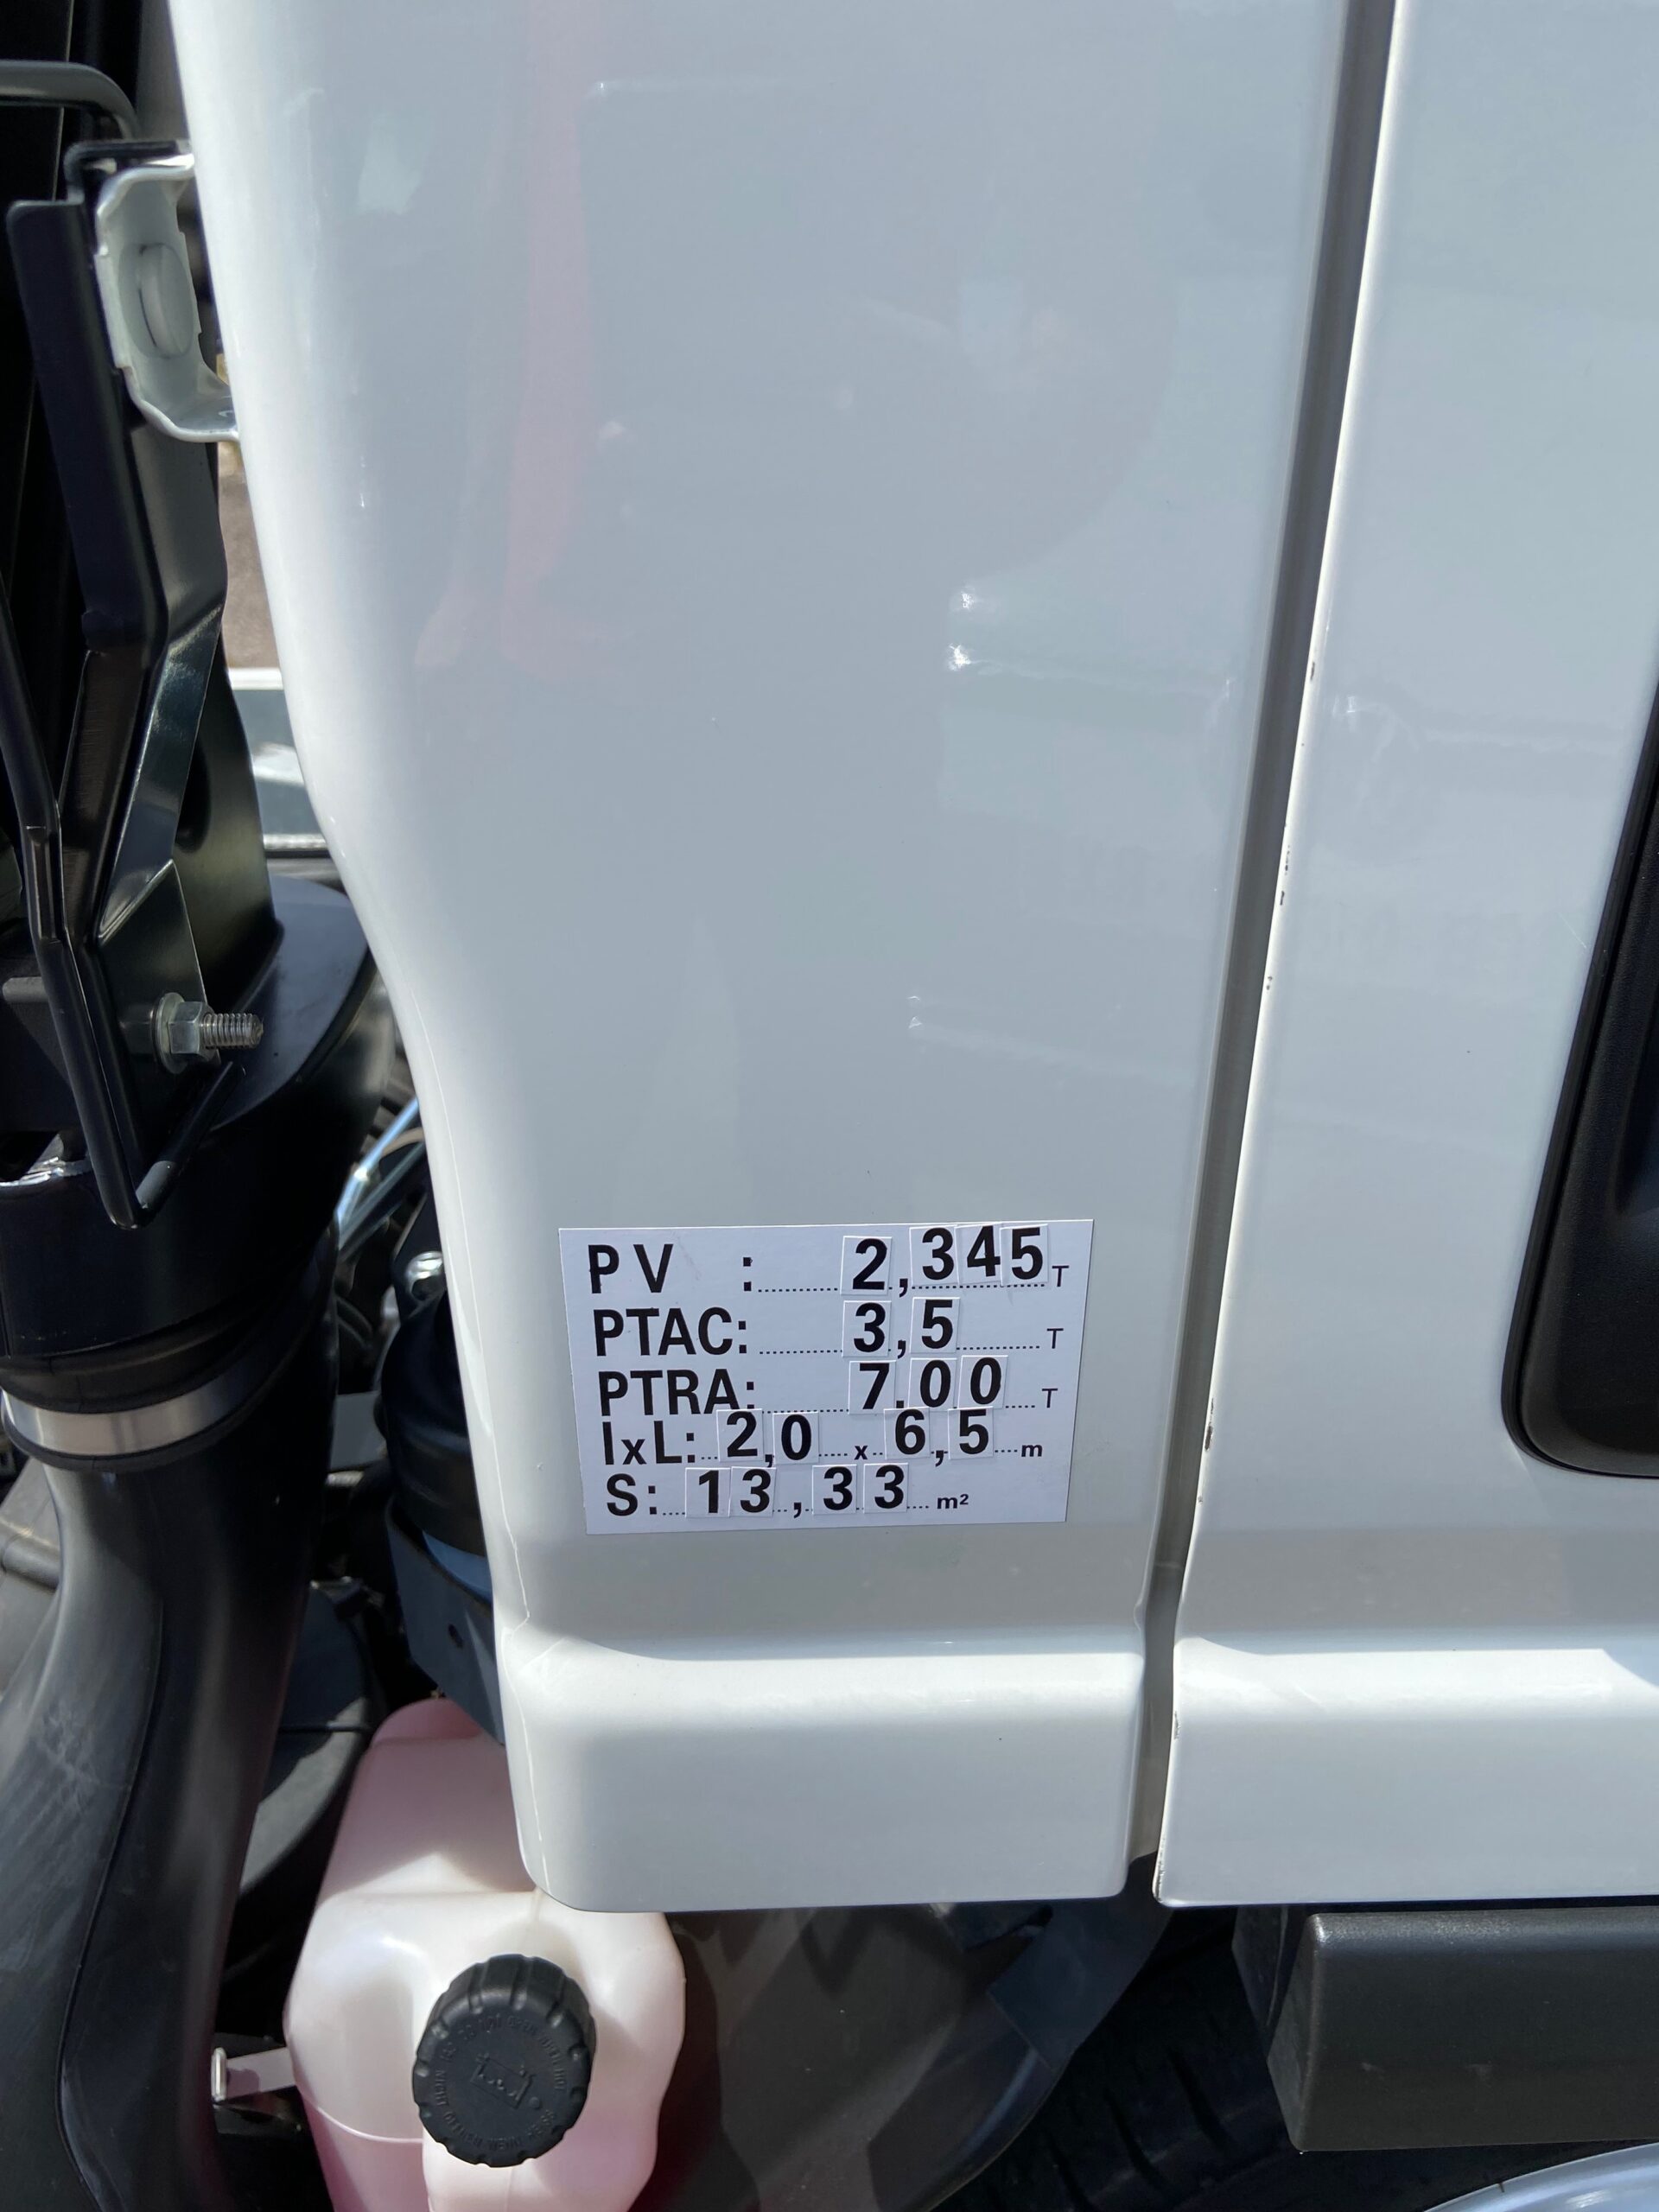 PV : 2,345 T
PTAC: 3,5 T
PTRA: 7.00 T
lxL: 2,0 x 6,5 m
S: 13,33 m²